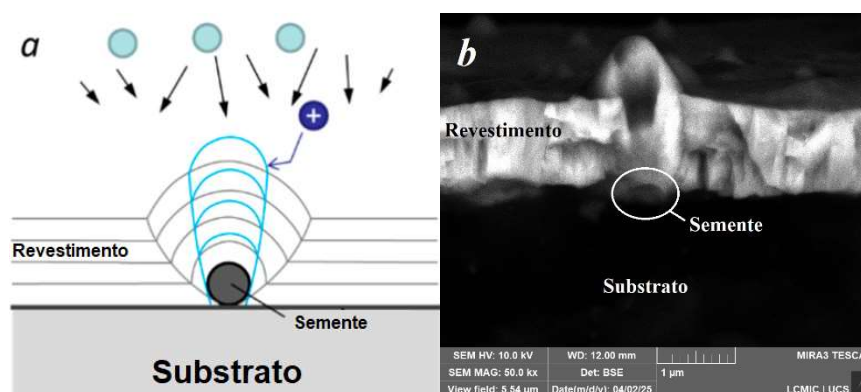 a
+
Revestimento
Semente
Substrato
b
Revestimento
Semente
Substrato
SEM HV: 10.0 kV WD: 12.00 mm MIRA3 TESCA
SEM MAG: 50.0 kx Det: BSE 1 µm
View field: 5.54 µm Date(m/d/y): 04/02/25 LCMIC | UCS